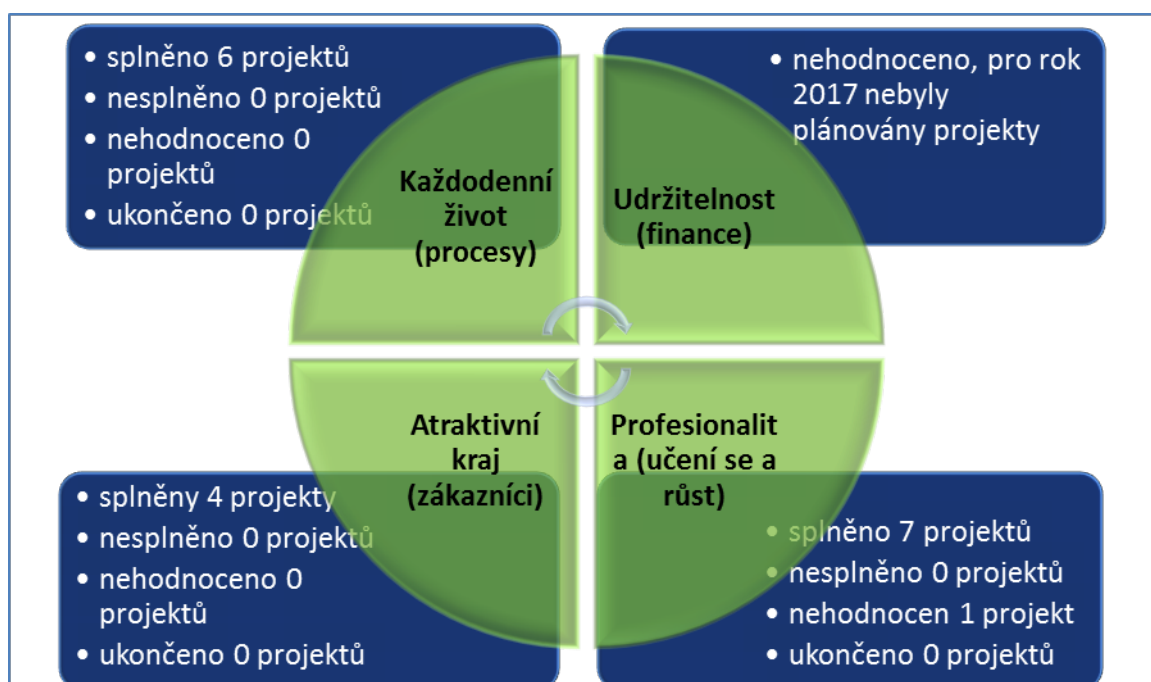 • splněno 6 projektů
• nesplněno 0 projektů
• nehodnoceno 0
projektů
• ukončeno 0 projektů
Každodenní
život
(procesy)
• nehodnoceno, pro rok
2017 nebyly
plánovány projekty
Udržitelnost
(finance)
Atraktivní
kraj
(zákazníci)
• splněny 4 projekty
• nesplněno 0 projektů
• nehodnoceno 0
projektů
• ukončeno 0 projektů
Profesionalit
a (učení se a
růst)
• splněno 7 projektů
• nesplněno 0 projektů
• nehodnocen 1 projekt
• ukončeno 0 projektů